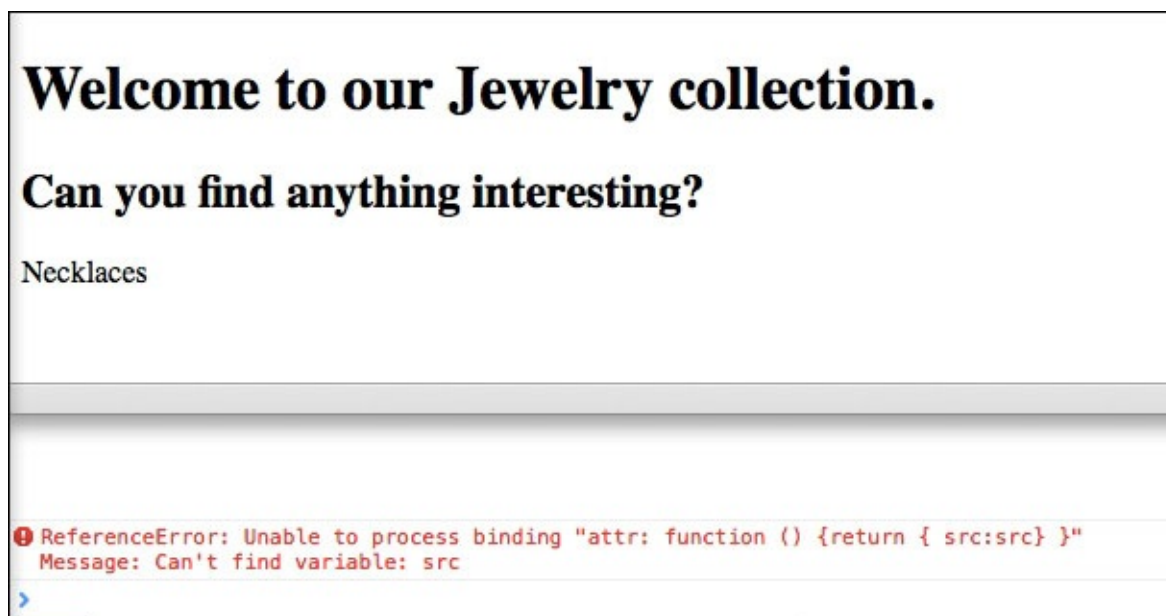 Welcome to our Jewelry collection.
Can you find anything interesting?
Necklaces
ReferenceError: Unable to process binding "attr: function () {return { src:src} }"
Message: Can't find variable: src